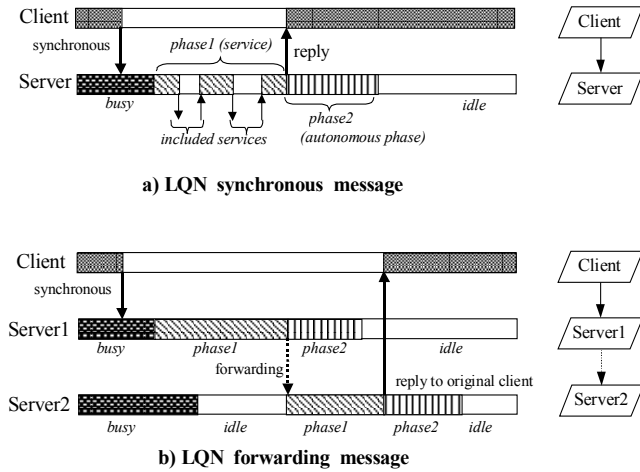 Client
synchronous
phase1 (service)
reply
Server
busy
included services
phase2
(autonomous phase)
idle
Client
Server
a) LQN synchronous message
Client
synchronous
Server1
busy
phase1
phase2
idle
forwarding
reply to original client
Server2
busy
idle
phase1
phase2
idle
Client
Server1
Server2
b) LQN forwarding message